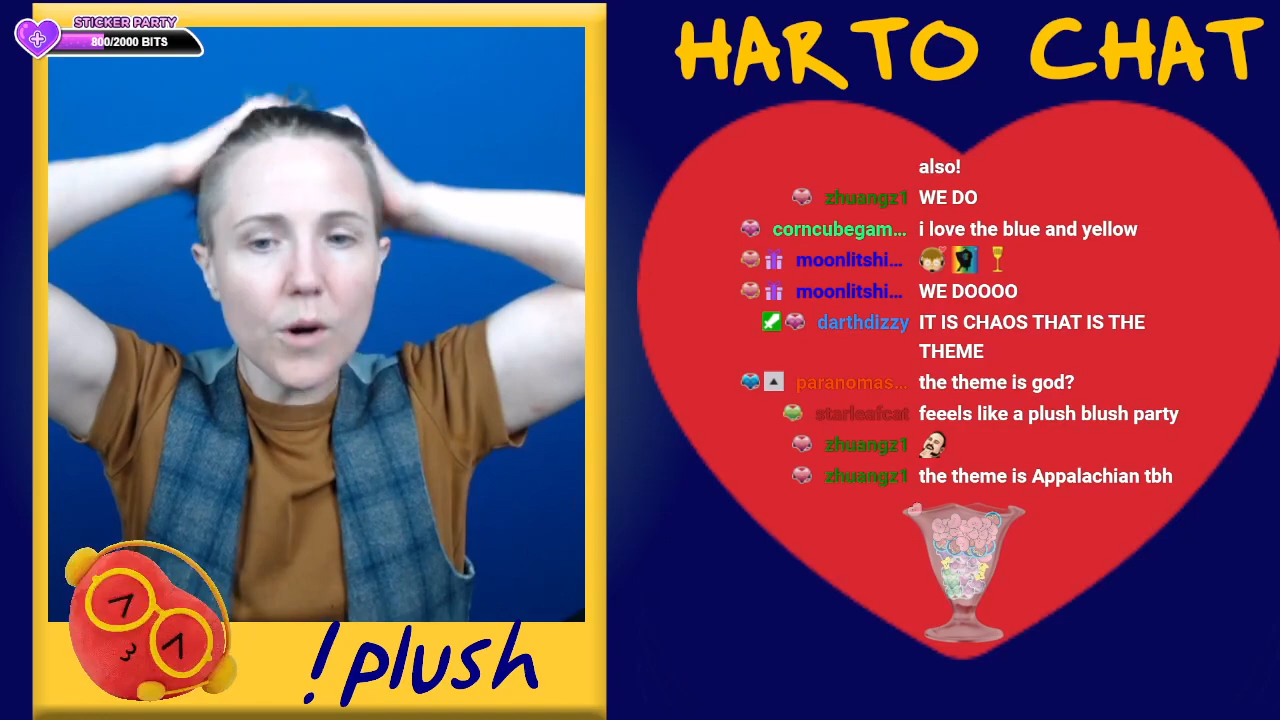 STICKER PARTY
800/2000 BITS
HARTO CHAT
also!
zhuangz1 WE DO
corncubegam... i love the blue and yellow
moonlitshi...
moonlitshi... WE DOOOO
darthdizzy IT IS CHAOS THAT IS THE
THEME
paranomas... the theme is god?
starleafcat feeels like a plush blush party
zhuangz1
zhuangz1 the theme is Appalachian tbh
!plush